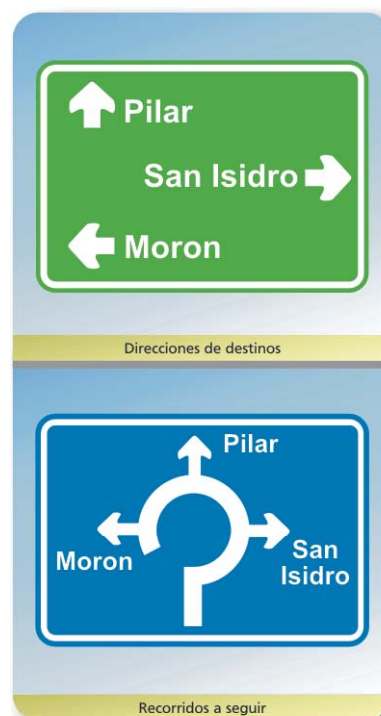 Pilar
San Isidro
Moron
Direcciones de destinos
Pilar
Moron
San
Isidro
Recorridos a seguir